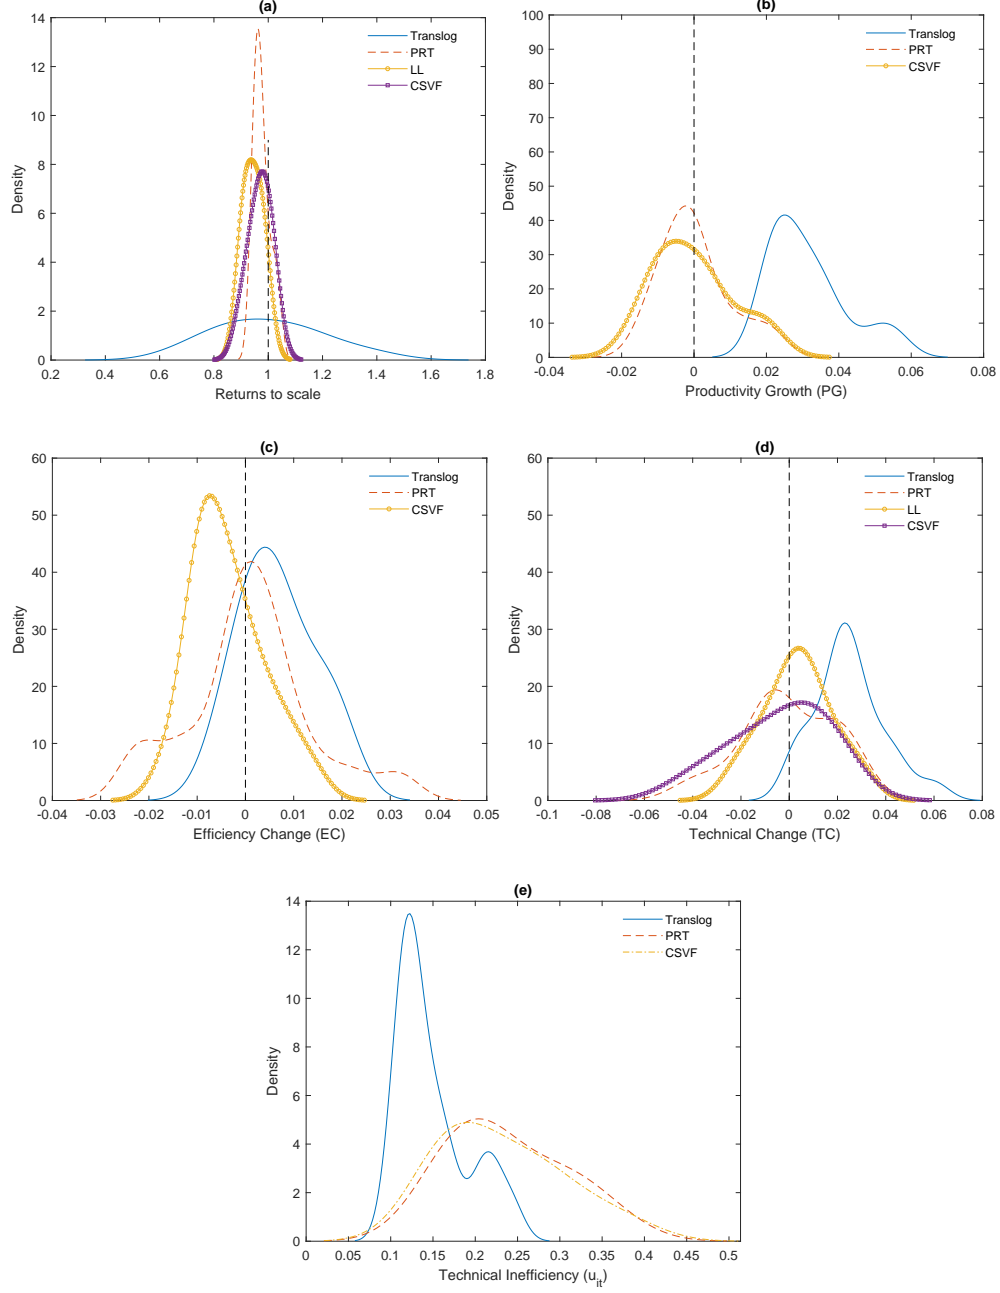 (a)
14
12
10
8
6
4
2
0
Density
0.2
0.4
0.6
0.8
1
1.2
1.4
1.6
1.8
Returns to scale
Translog
PRT
LL
CSVF
(b)
100
90
80
70
60
50
40
30
20
10
0
Density
-0.04
-0.02
0
0.02
0.04
0.06
0.08
Productivity Growth (PG)
Translog
PRT
CSVF
(c)
60
50
40
30
20
10
0
Density
-0.04
-0.03
-0.02
-0.01
0
0.01
0.02
0.03
0.04
0.05
Efficiency Change (EC)
Translog
PRT
CSVF
(d)
60
50
40
30
20
10
0
Density
-0.1
-0.08
-0.06
-0.04
-0.02
0
0.02
0.04
0.06
0.08
Technical Change (TC)
Translog
PRT
LL
CSVF
(e)
14
12
10
8
6
4
2
0
Density
0
0.05
0.1
0.15
0.2
0.25
0.3
0.35
0.4
0.45
0.5
Technical Inefficiency (u_it)
Translog
PRT
CSVF